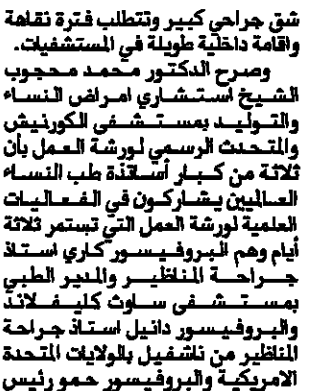 شق جراحي كبير وتتطلب فترة نقاهة
واقامة داخلية طويلة في المستشفيات.
وصرح الدكتور محمد محجوب
الشيخ استشاري امراض النساء
والتوليد بمستشفى الكورنيش
والمتحدث الرسمي لورشة العمل بأن
ثلاثة من كبار أساتذة طب النساء
العالميين يشاركون في الفعاليات
العلمية لورشة العمل التي تستمر ثلاثة
أيام وهم البروفيسور كاري استاذ
جراحة المناظير والمدير الطبي
بمستشفى ساوث كليفلاند
والبروفيسور دانيل استاذ جراحة
المناظير من ناشفيل بالولايات المتحدة
الامريكية والبروفيسور حمو رئيس